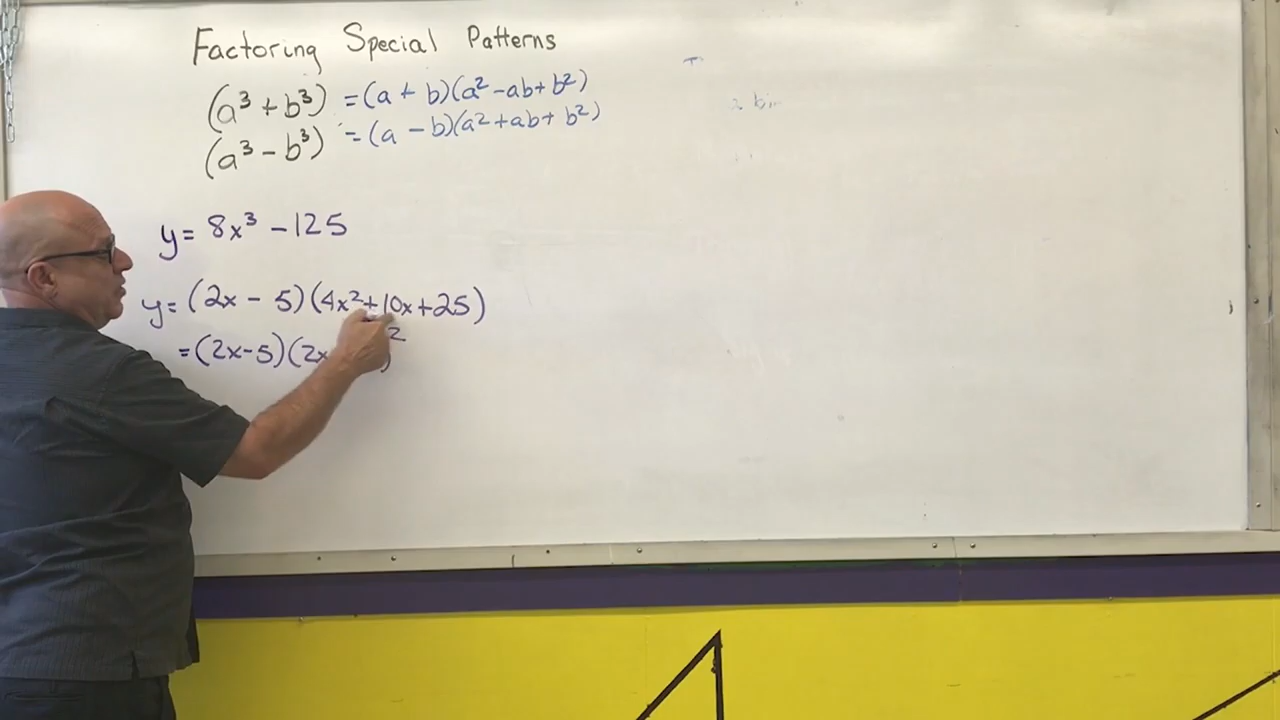 Factoring Special Patterns
(a³ + b³) = (a + b)(a² - ab + b²)
(a³ - b³) = (a - b)(a² + ab + b²)
y = 8x³ - 125
y = (2x - 5)(4x² + 10x + 25)
= (2x - 5)(2x )²